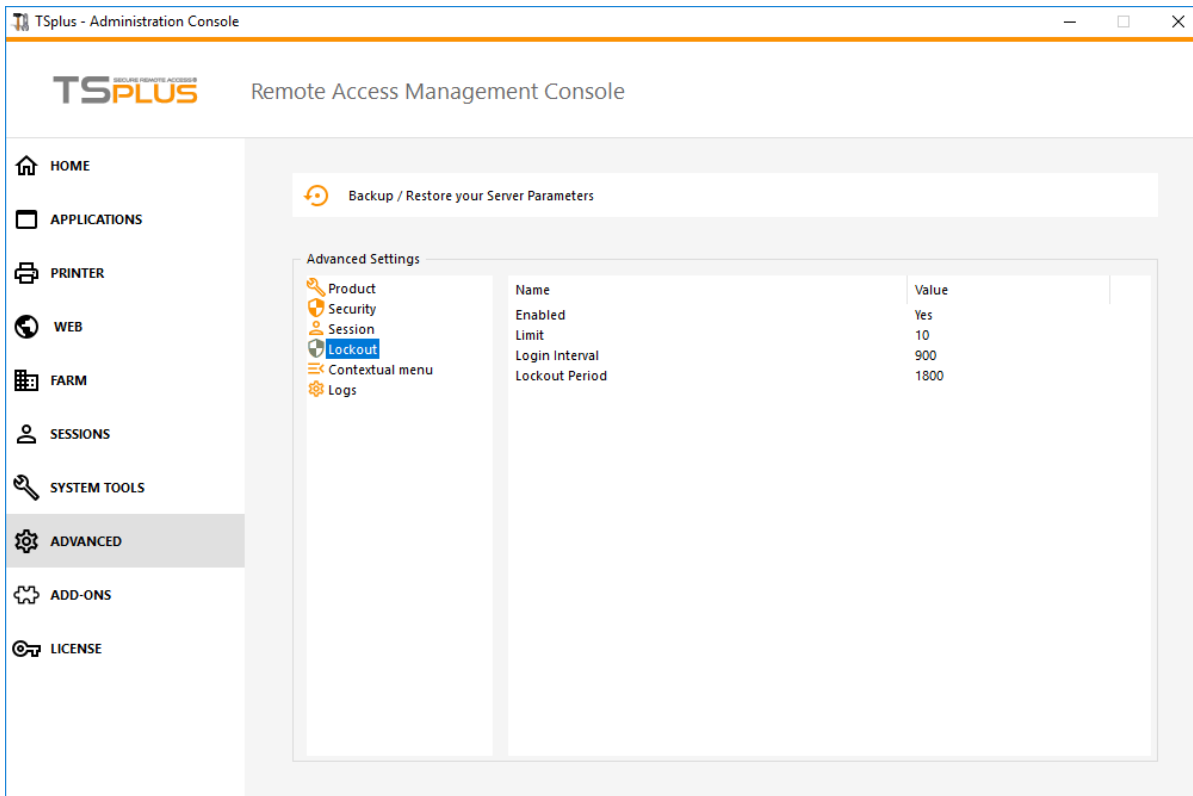 TSplus - Administration Console
TSPLUS SECURE REMOTE ACCESS®
Remote Access Management Console
HOME
APPLICATIONS
PRINTER
WEB
FARM
SESSIONS
SYSTEM TOOLS
ADVANCED
ADD-ONS
LICENSE
Backup / Restore your Server Parameters
Advanced Settings
Product
Security
Session
Lockout
Contextual menu
Logs
Name Value
Enabled Yes
Limit 10
Login Interval 900
Lockout Period 1800